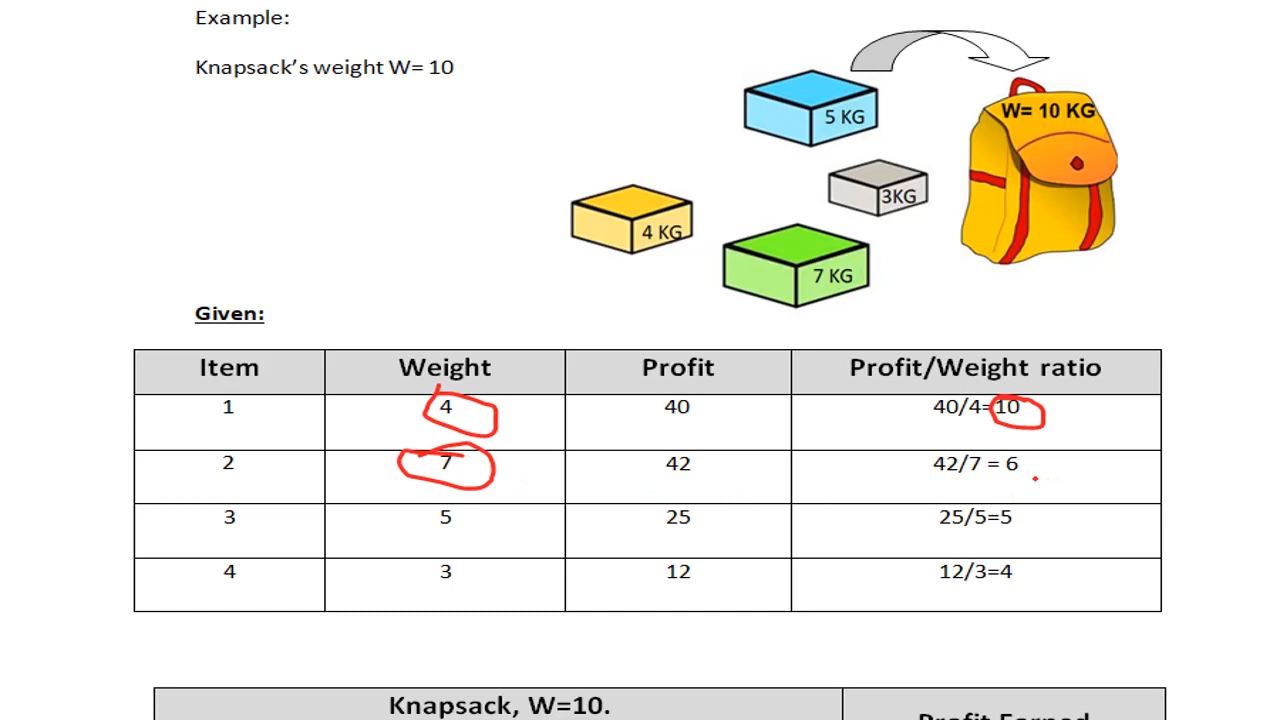 Example:
Knapsack's weight W= 10
W= 10 KG
5 KG
3KG
4 KG
7 KG
Given:
Item Weight Profit Profit/Weight ratio
1 4 40 40/4=10
2 7 42 42/7 = 6
3 5 25 25/5=5
4 3 12 12/3=4
Knapsack, W=10.
Profit Earned